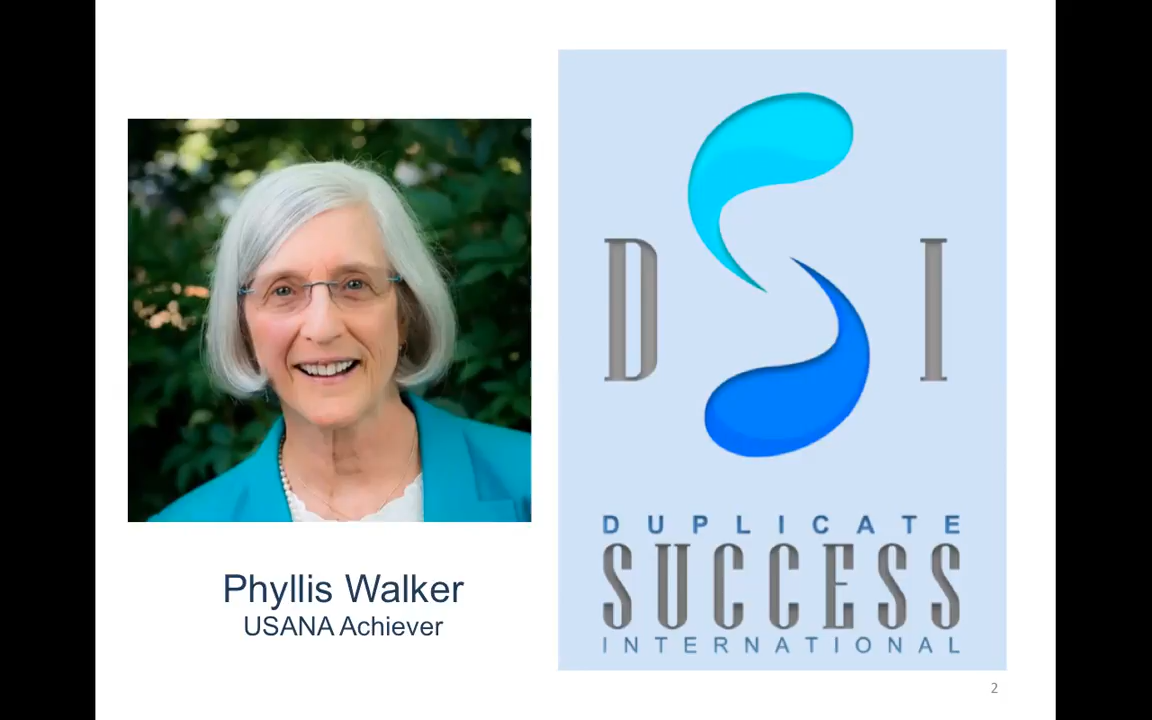 Phyllis Walker
USANA Achiever
D S I
DUPLICATE
SUCCESS
INTERNATIONAL
2